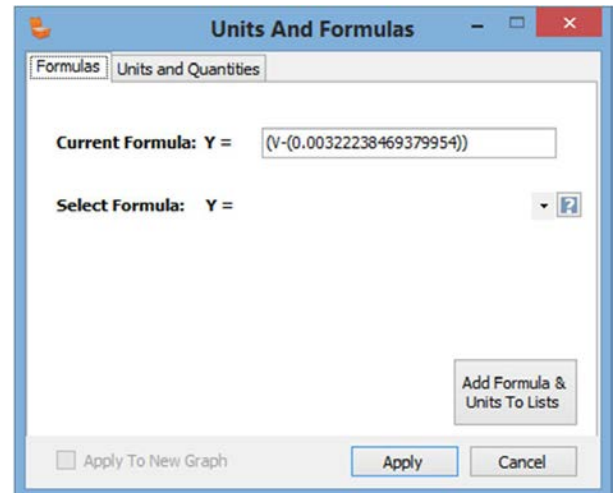 Units And Formulas
Formulas Units and Quantities
Current Formula: Y = (V-(0.00322238469379954))
Select Formula: Y =
Add Formula &
Units To Lists
Apply To New Graph Apply Cancel